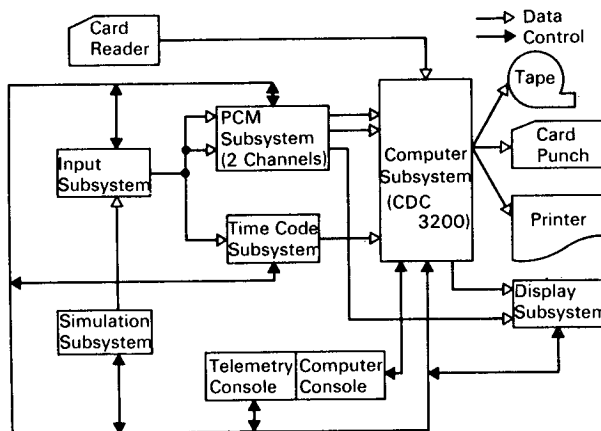 Card
Reader
Data
Control
Tape
PCM
Subsystem
(2 Channels)
Computer
Subsystem
(CDC
3200)
Card
Punch
Input
Subsystem
Printer
Time Code
Subsystem
Display
Subsystem
Simulation
Subsystem
Telemetry
Console
Computer
Console